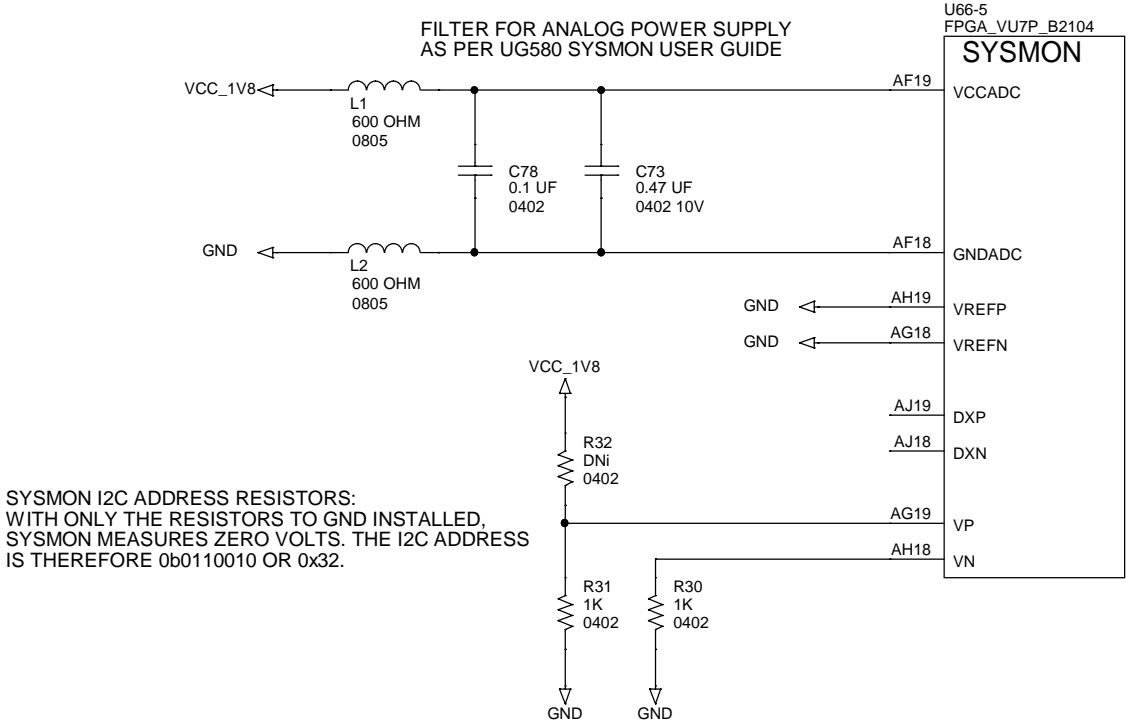 U66-5
FPGA_VU7P_B2104
FILTER FOR ANALOG POWER SUPPLY
AS PER UG580 SYSMON USER GUIDE
SYSMON
VCC_1V8
L1
600 OHM
0805
AF19
VCCADC
C78
0.1 UF
0402
C73
0.47 UF
0402 10V
GND
L2
600 OHM
0805
AF18
GNDADC
GND
AH19
VREFP
GND
AG18
VREFN
VCC_1V8
AJ19
DXP
R32
DNi
0402
AJ18
DXN
SYSMON I2C ADDRESS RESISTORS:
WITH ONLY THE RESISTORS TO GND INSTALLED,
SYSMON MEASURES ZERO VOLTS. THE I2C ADDRESS
IS THEREFORE 0b0110010 OR 0x32.
AG19
VP
AH18
VN
R31
1K
0402
R30
1K
0402
GND
GND